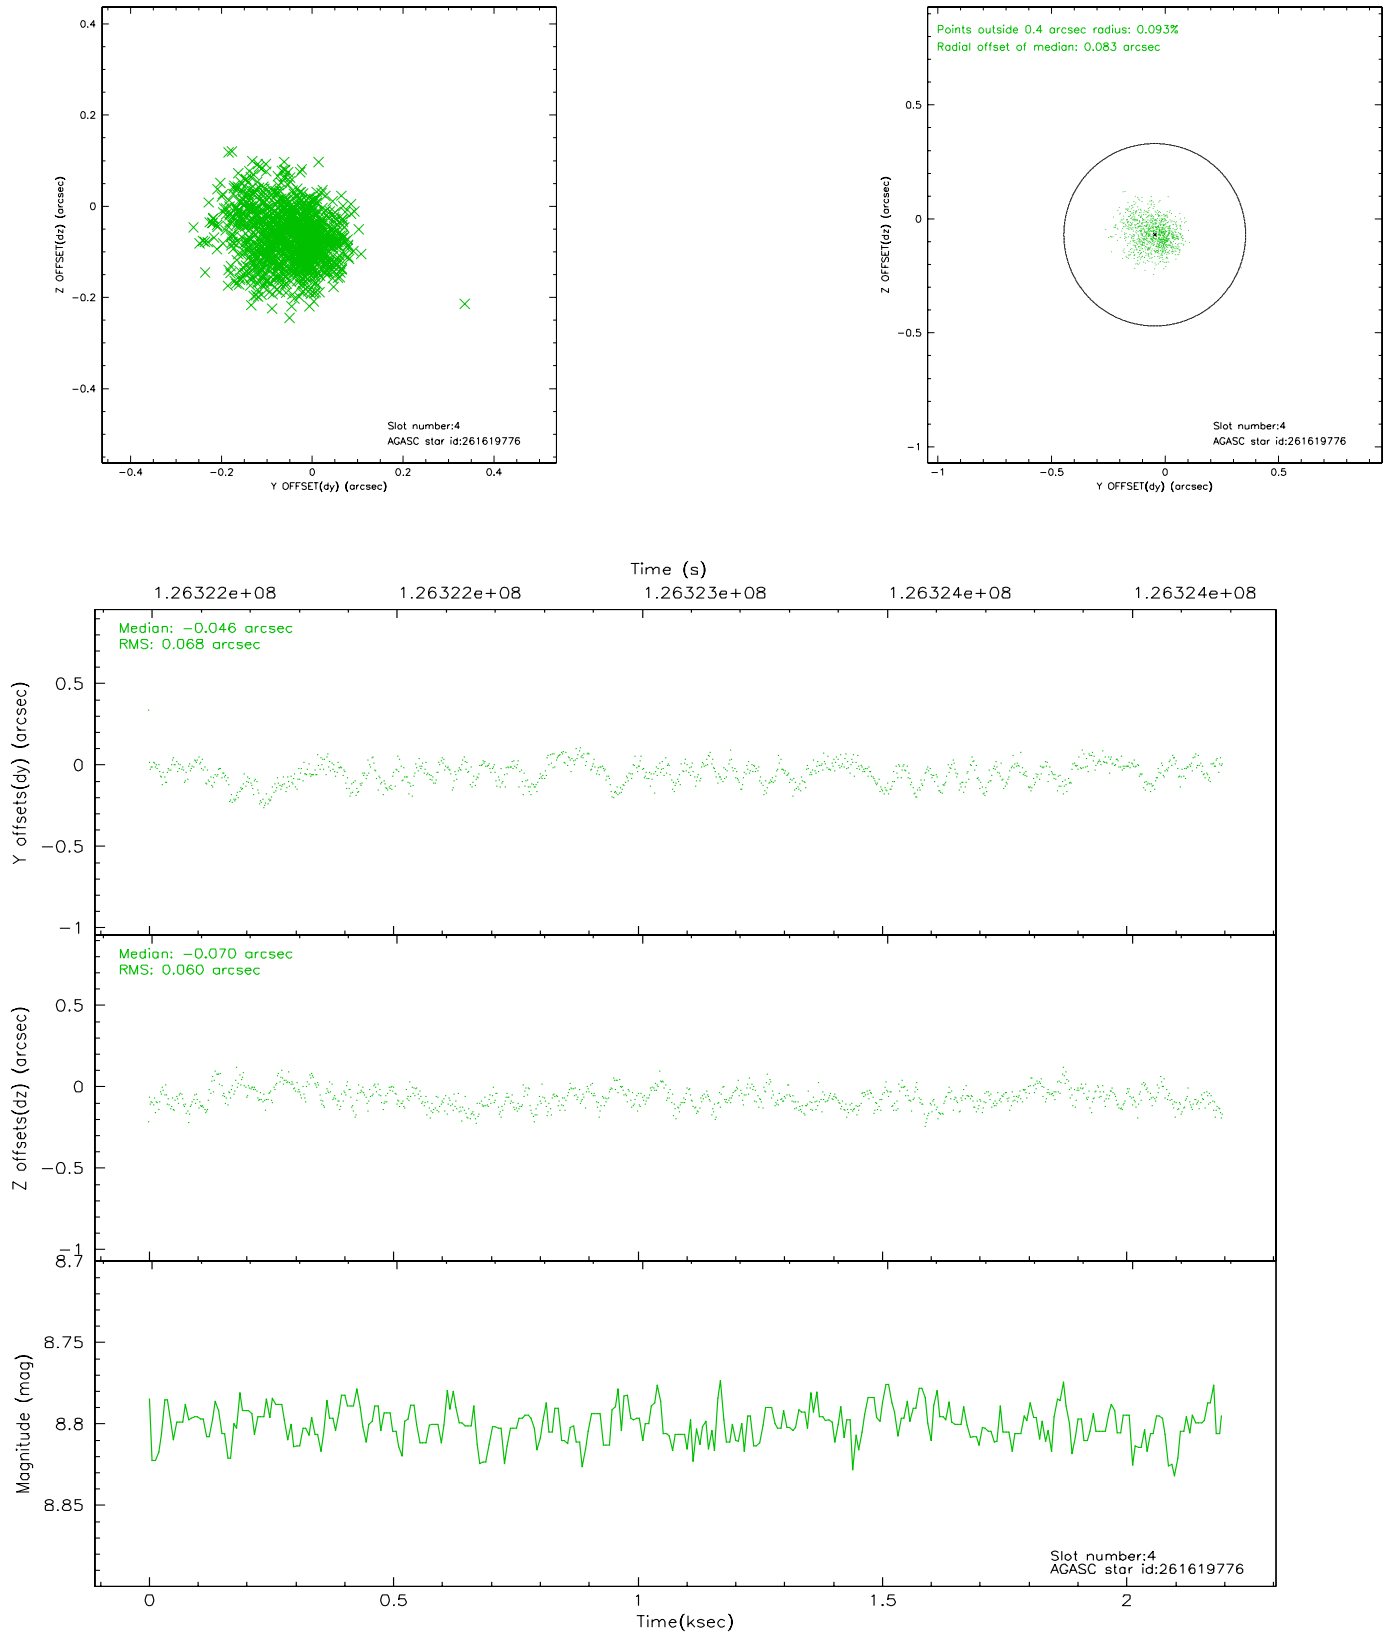 0.4
0.2
0
-0.2
-0.4
Z OFFSET(dz) (arcsec)
Slot number:4
AGASC star id:261619776
-0.4 -0.2 0 0.2 0.4
Y OFFSET(dy) (arcsec)
Points outside 0.4 arcsec radius: 0.093%
Radial offset of median: 0.083 arcsec
0.5
0
-0.5
-1
Z OFFSET(dz) (arcsec)
Slot number:4
AGASC star id:261619776
-1 -0.5 0 0.5
Y OFFSET(dy) (arcsec)
Time (s)
1.26322e+08 1.26322e+08 1.26323e+08 1.26324e+08 1.26324e+08
Median: -0.046 arcsec
RMS: 0.068 arcsec
0.5
0
-0.5
-1
Y offsets(dy) (arcsec)
Median: -0.070 arcsec
RMS: 0.060 arcsec
0.5
0
-0.5
-1
Z offsets(dz) (arcsec)
8.7
8.75
8.8
8.85
Magnitude (mag)
Slot number:4
AGASC star id:261619776
0 0.5 1 1.5 2
Time(ksec)